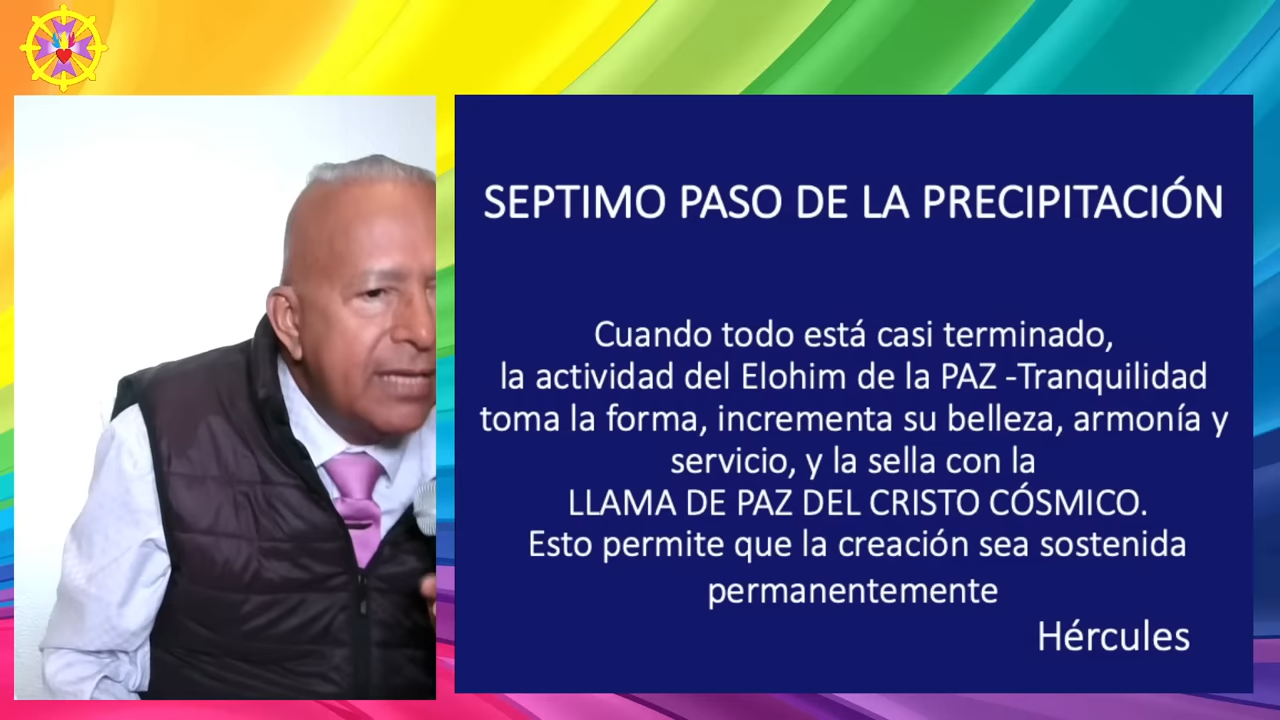 SEPTIMO PASO DE LA PRECIPITACIÓN
Cuando todo está casi terminado,
la actividad del Elohim de la PAZ -Tranquilidad
toma la forma, incrementa su belleza, armonía y
servicio, y la sella con la
LLAMA DE PAZ DEL CRISTO CÓSMICO.
Esto permite que la creación sea sostenida
permanentemente
Hércules